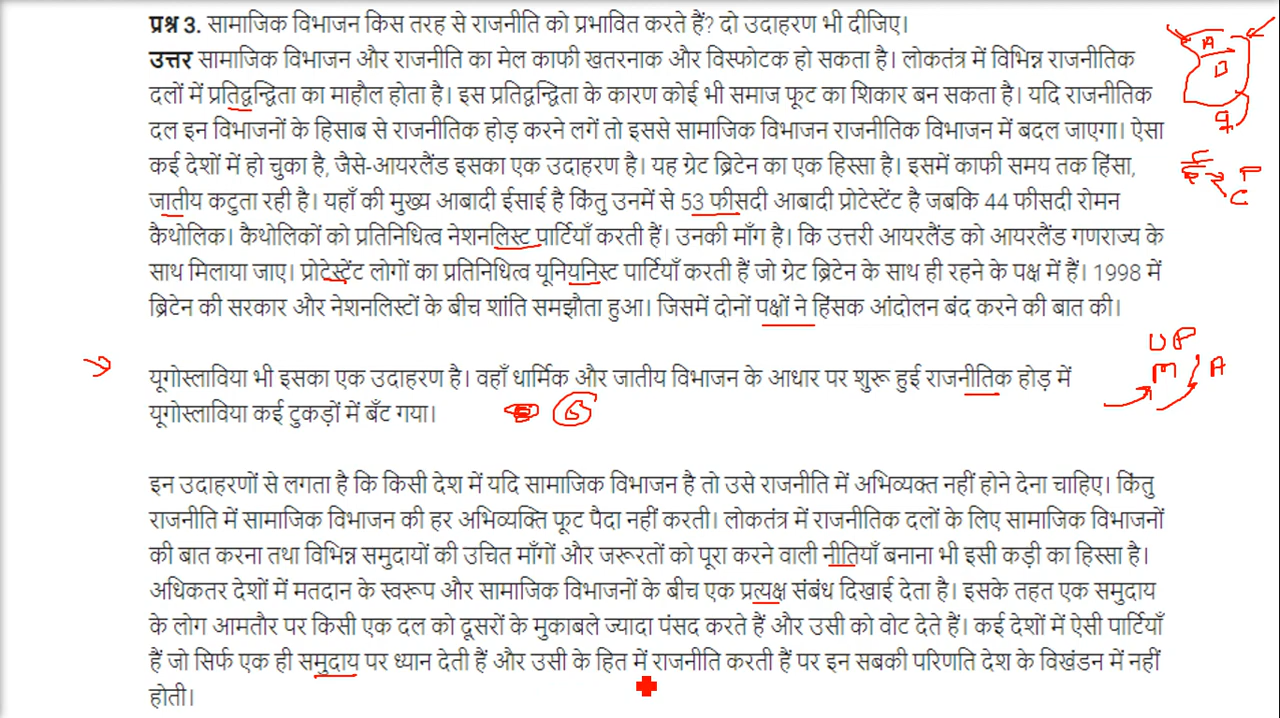 प्रश्न 3. सामाजिक विभाजन किस तरह से राजनीति को प्रभावित करते हैं? दो उदाहरण भी दीजिए।
उत्तर सामाजिक विभाजन और राजनीति का मेल काफी खतरनाक और विस्फोटक हो सकता है। लोकतंत्र में विभिन्न राजनीतिक
दलों में प्रतिद्वन्द्विता का माहौल होता है। इस प्रतिद्वन्द्विता के कारण कोई भी समाज फूट का शिकार बन सकता है। यदि राजनीतिक
दल इन विभाजनों के हिसाब से राजनीतिक होड़ करने लगें तो इससे सामाजिक विभाजन राजनीतिक विभाजन में बदल जाएगा। ऐसा
कई देशों में हो चुका है, जैसे-आयरलैंड इसका एक उदाहरण है। यह ग्रेट ब्रिटेन का एक हिस्सा है। इसमें काफी समय तक हिंसा,
जातीय कटुता रही है। यहाँ की मुख्य आबादी ईसाई है किंतु उनमें से 53 फीसदी आबादी प्रोटेस्टेंट है जबकि 44 फीसदी रोमन
कैथोलिक। कैथोलिकों को प्रतिनिधित्व नेशनलिस्ट पार्टियाँ करती हैं। उनकी माँग है। कि उत्तरी आयरलैंड को आयरलैंड गणराज्य के
साथ मिलाया जाए। प्रोटेस्टेंट लोगों का प्रतिनिधित्व यूनियनिस्ट पार्टियाँ करती हैं जो ग्रेट ब्रिटेन के साथ ही रहने के पक्ष में हैं। 1998 में
ब्रिटेन की सरकार और नेशनलिस्टों के बीच शांति समझौता हुआ। जिसमें दोनों पक्षों ने हिंसक आंदोलन बंद करने की बात की।
UP
M A
यूगोस्लाविया भी इसका एक उदाहरण है। वहाँ धार्मिक और जातीय विभाजन के आधार पर शुरू हुई राजनीतिक होड़ में
यूगोस्लाविया कई टुकड़ों में बँट गया।
इन उदाहरणों से लगता है कि किसी देश में यदि सामाजिक विभाजन है तो उसे राजनीति में अभिव्यक्त नहीं होने देना चाहिए। किंतु
राजनीति में सामाजिक विभाजन की हर अभिव्यक्ति फूट पैदा नहीं करती। लोकतंत्र में राजनीतिक दलों के लिए सामाजिक विभाजनों
की बात करना तथा विभिन्न समुदायों की उचित माँगों और जरूरतों को पूरा करने वाली नीतियाँ बनाना भी इसी कड़ी का हिस्सा है।
अधिकतर देशों में मतदान के स्वरूप और सामाजिक विभाजनों के बीच एक प्रत्यक्ष संबंध दिखाई देता है। इसके तहत एक समुदाय
के लोग आमतौर पर किसी एक दल को दूसरों के मुकाबले ज्यादा पंसद करते हैं और उसी को वोट देते हैं। कई देशों में ऐसी पार्टियाँ
हैं जो सिर्फ एक ही समुदाय पर ध्यान देती हैं और उसी के हित में राजनीति करती हैं पर इन सबकी परिणति देश के विखंडन में नहीं
होती।